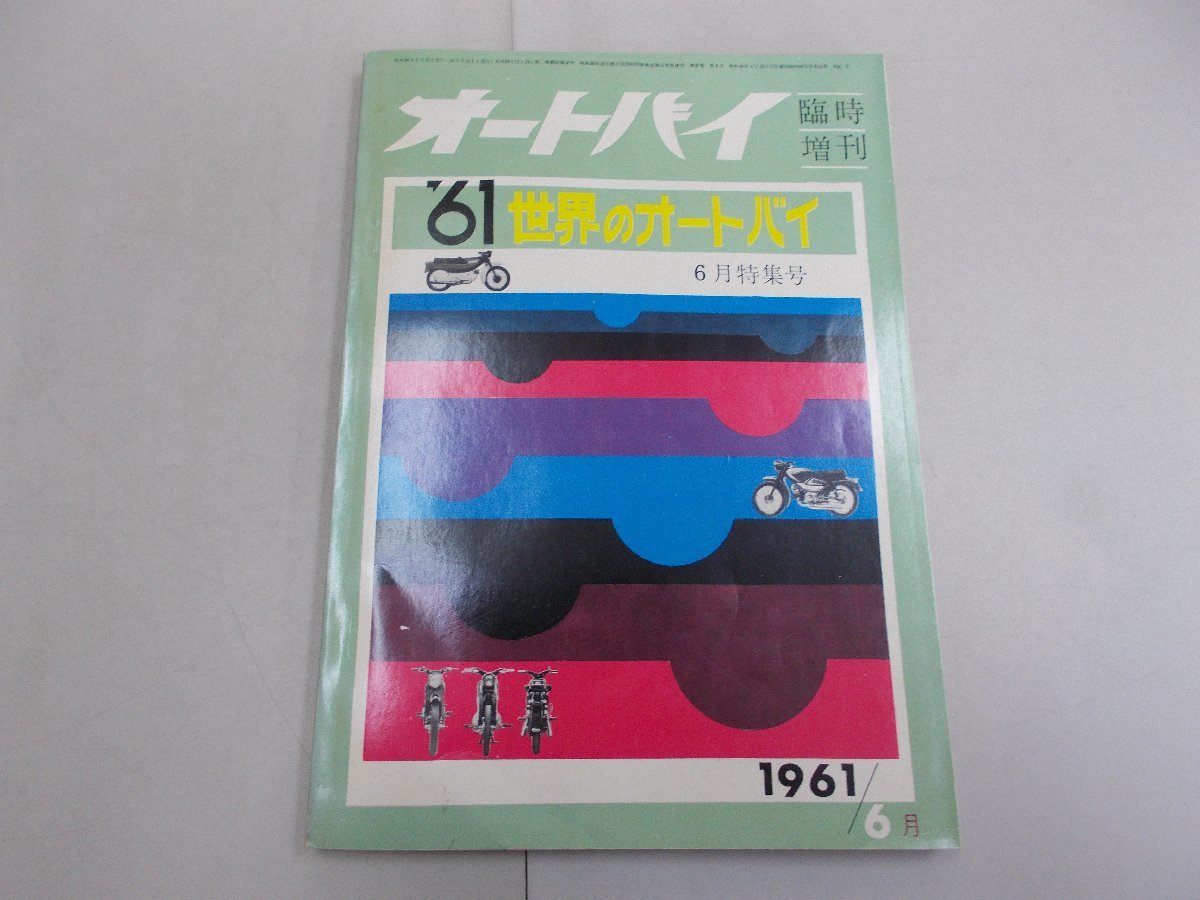 オートバイ
臨時
増刊
'61 世界のオートバイ
6月特集号
1961/6月